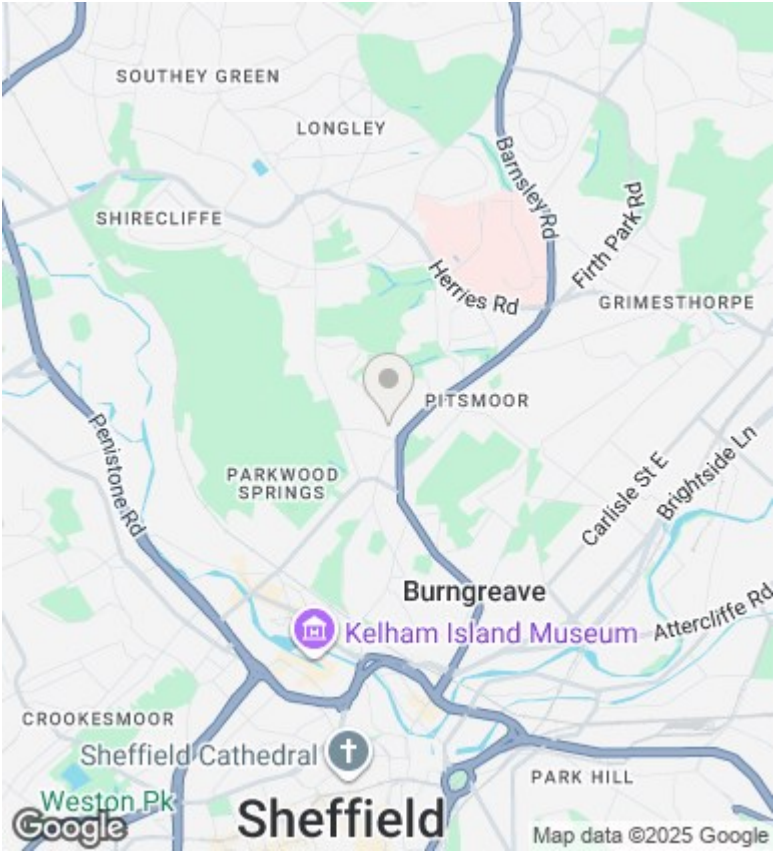 SOUTHEY GREEN
LONGLEY
Barnsley Rd
SHIRECLIFFE
Firth Park Rd
Herries Rd
GRIMESTHORPE
PITSMOOR
Penistone Rd
PARKWOOD
SPRINGS
Carlisle St E
Brightside Ln
Burngreave
Kelham Island Museum
Attercliffe Rd
CROOKESMOOR
Sheffield Cathedral
PARK HILL
Weston Pk
Sheffield
Google
Map data ©2025 Google